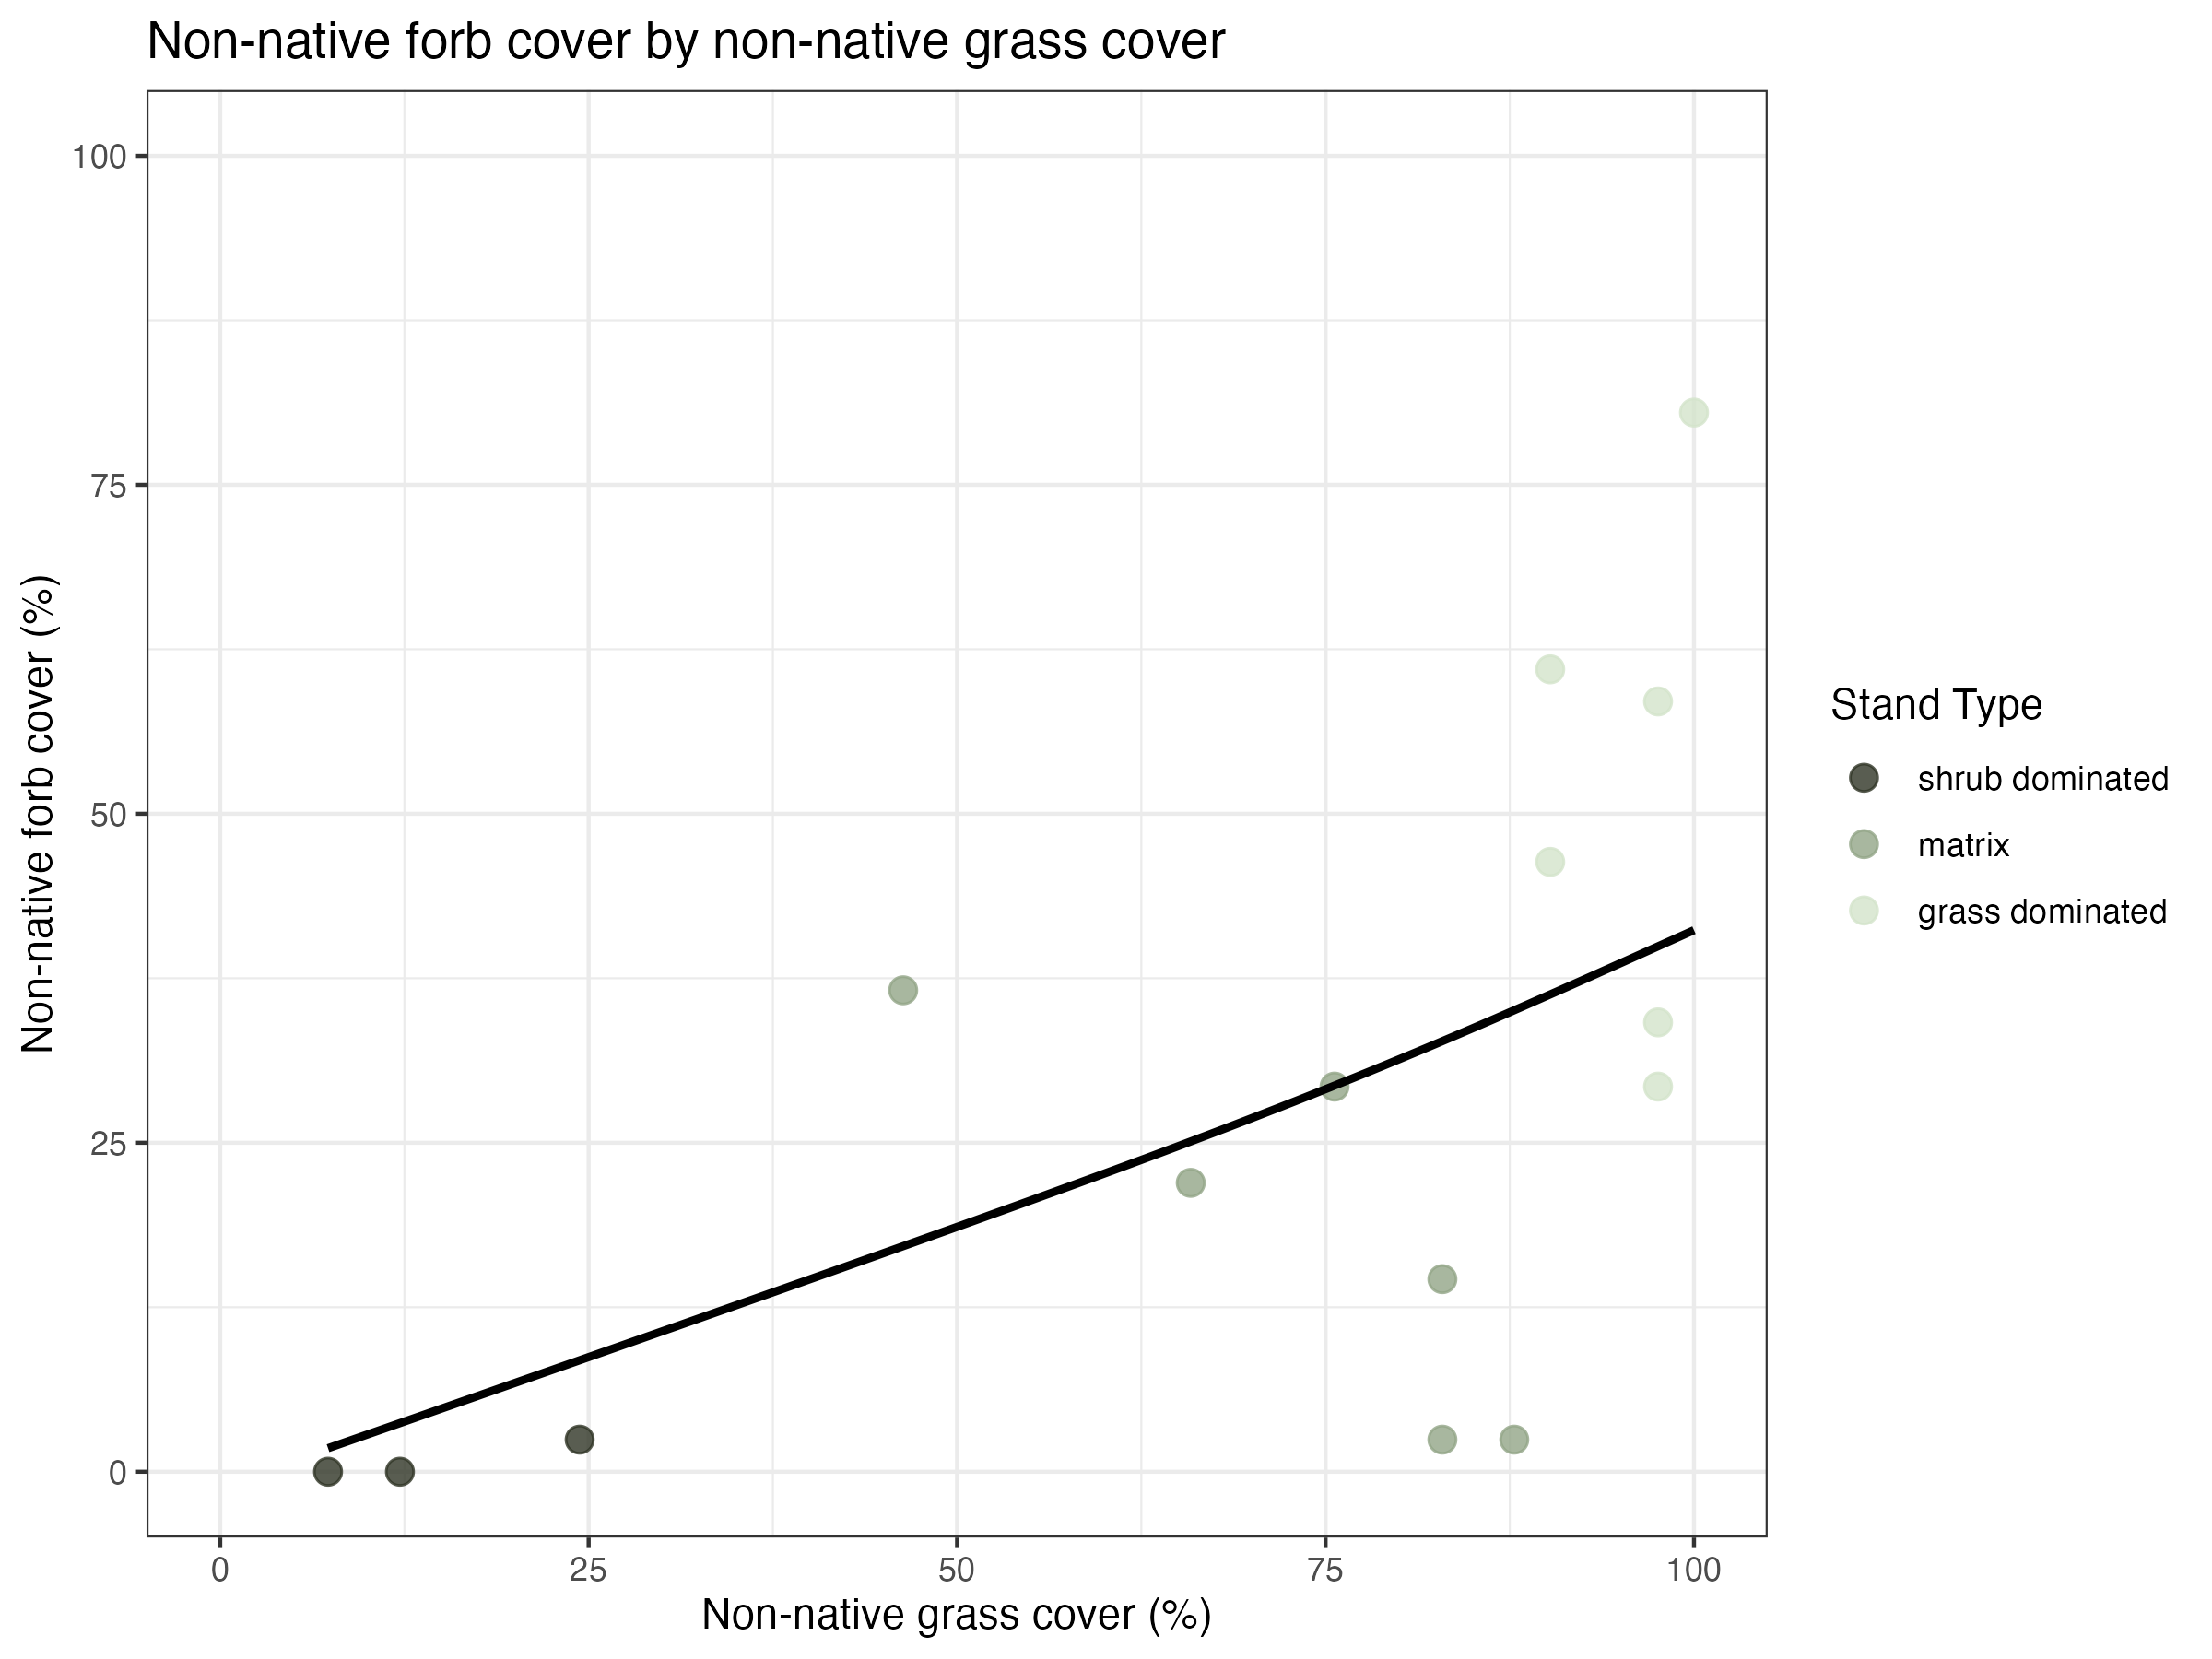 Non-native forb cover by non-native grass cover
Non-native forb cover (%)
100
75
50
25
0
0 25 50 75 100
Non-native grass cover (%)
Stand Type
shrub dominated
matrix
grass dominated